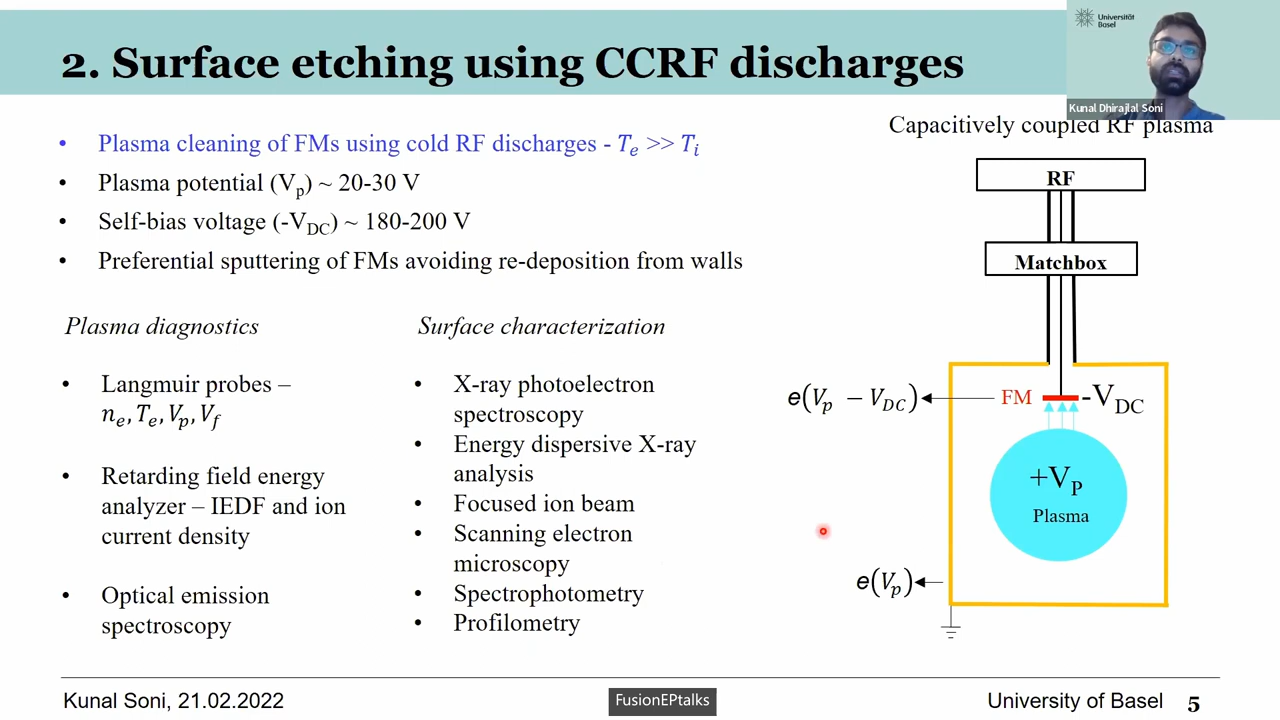 2. Surface etching using CCRF discharges
Universität
Basel
Kunal Dhirajlal Soni
• Plasma cleaning of FMs using cold RF discharges - Te >> Ti
• Plasma potential (Vp) ~ 20-30 V
• Self-bias voltage (-VDC) ~ 180-200 V
• Preferential sputtering of FMs avoiding re-deposition from walls
Plasma diagnostics
• Langmuir probes –
ne, Te, Vp, Vf
• Retarding field energy
analyzer – IEDF and ion
current density
• Optical emission
spectroscopy
Surface characterization
• X-ray photoelectron
spectroscopy
• Energy dispersive X-ray
analysis
• Focused ion beam
• Scanning electron
microscopy
• Spectrophotometry
• Profilometry
Capacitively coupled RF plasma
RF
Matchbox
e(Vp − VDC)
FM
-VDC
+VP
Plasma
e(Vp)
Kunal Soni, 21.02.2022
FusionEPtalks
University of Basel 5